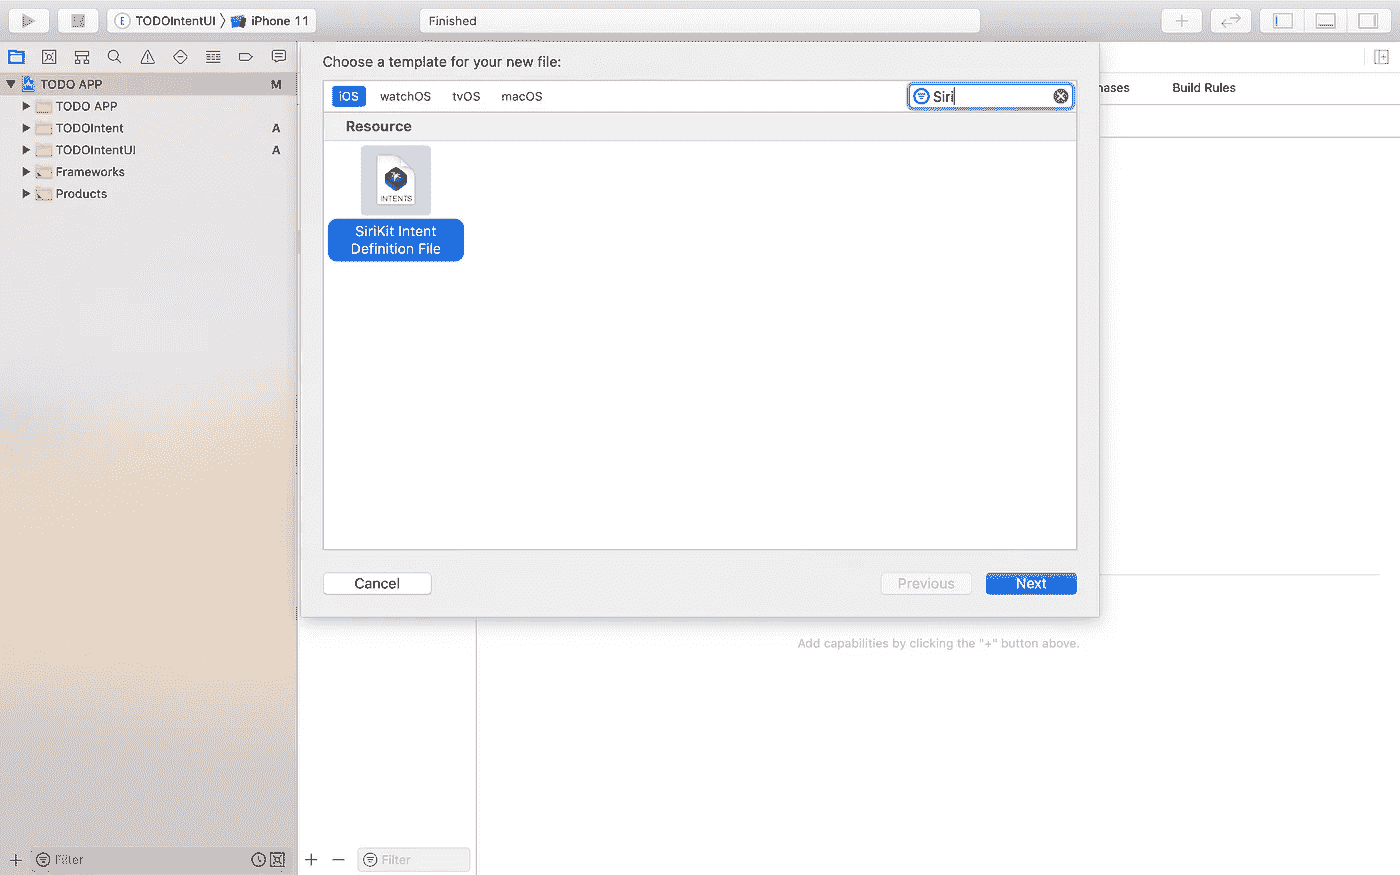 TODOIntentUI
iPhone 11
Finished
TODO APP M
TODO APP
TODOIntent A
TODOIntentUI A
Frameworks
Products
Filter
Choose a template for your new file:
iOS watchOS tvOS macOS Siri
Resource
INTENTS
SiriKit Intent
Definition File
Cancel Previous Next
hases Build Rules
Add capabilities by clicking the "+" button above.
Filter